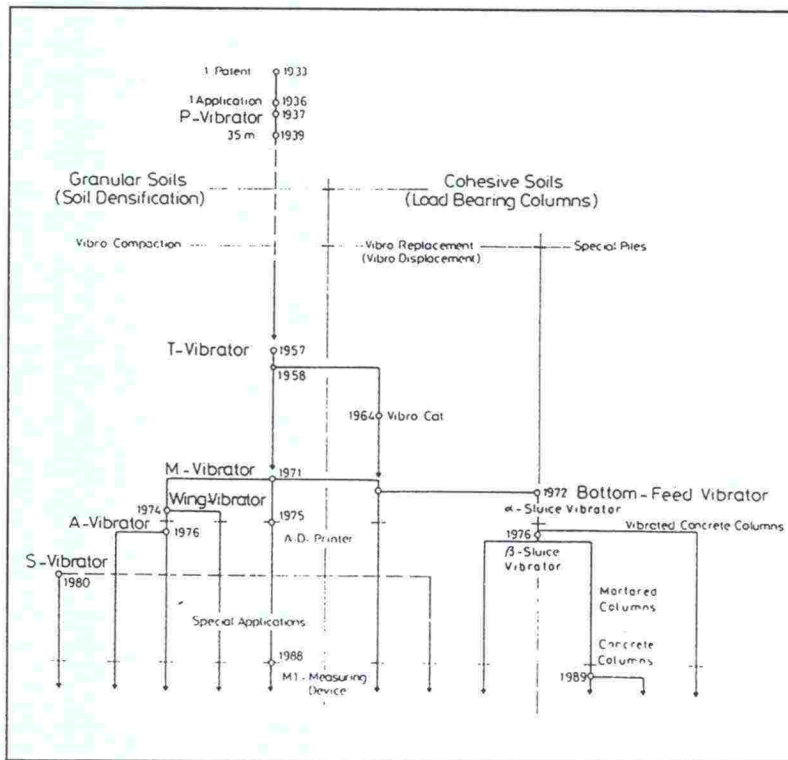 1 Patent 1933
1 Application 1936
P-Vibrator 1937
35 m 1939
Granular Soils
(Soil Densification)
Cohesive Soils
(Load Bearing Columns)
Vibro Compaction
Vibro Replacement
(Vibro Displacement)
Special Piles
T-Vibrator 1957
1958
1964 Vibro Cat
M-Vibrator 1971
1972 Bottom-Feed Vibrator
α-Sluice Vibrator
1974 Wing-Vibrator
1975
A-Vibrator 1976
A.D. Printer
1976
Vibrated Concrete Columns
β-Sluice
Vibrator
S-Vibrator
1980
Mortared
Columns
Special Applications
Concrete
Columns
1988
M1-Measuring
Device
1989